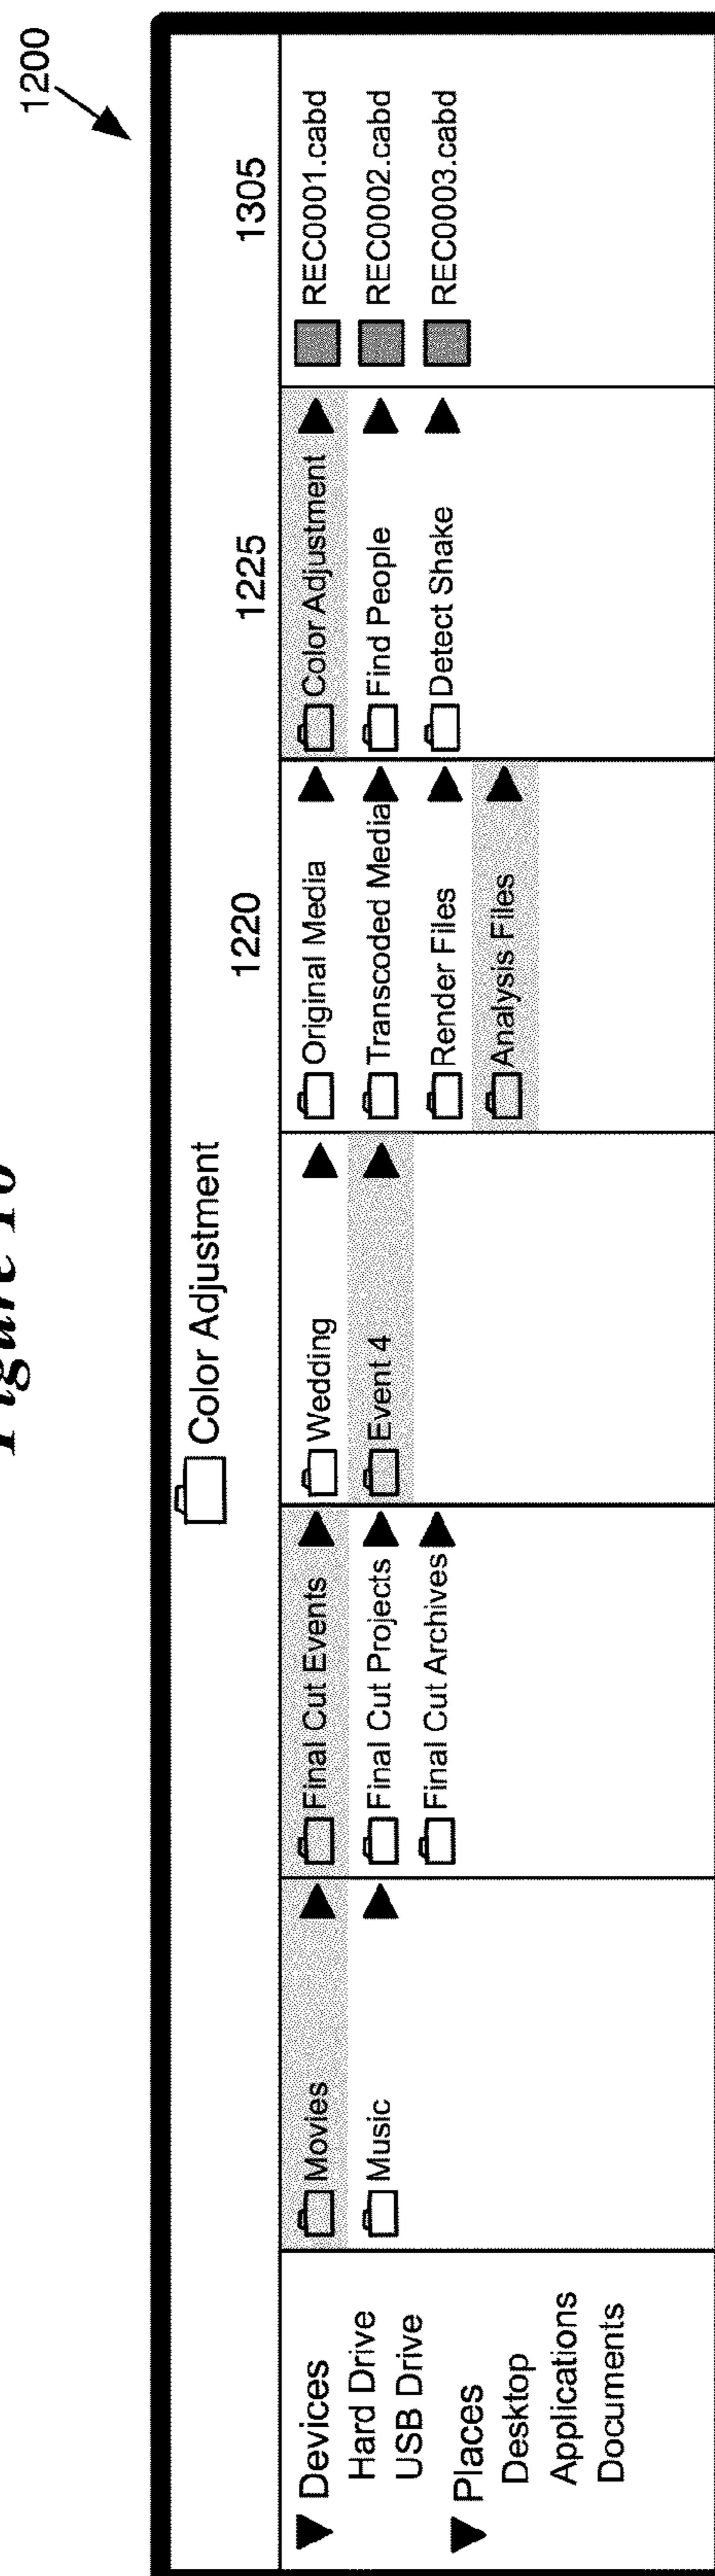 1200
Color Adjustment
1220
1225
1305
Devices
Hard Drive
USB Drive
Places
Desktop
Applications
Documents
Movies
Music
Final Cut Events
Final Cut Projects
Final Cut Archives
Wedding
Event 4
Original Media
Transcoded Media
Render Files
Analysis Files
Color Adjustment
Find People
Detect Shake
REC0001.cabd
REC0002.cabd
REC0003.cabd